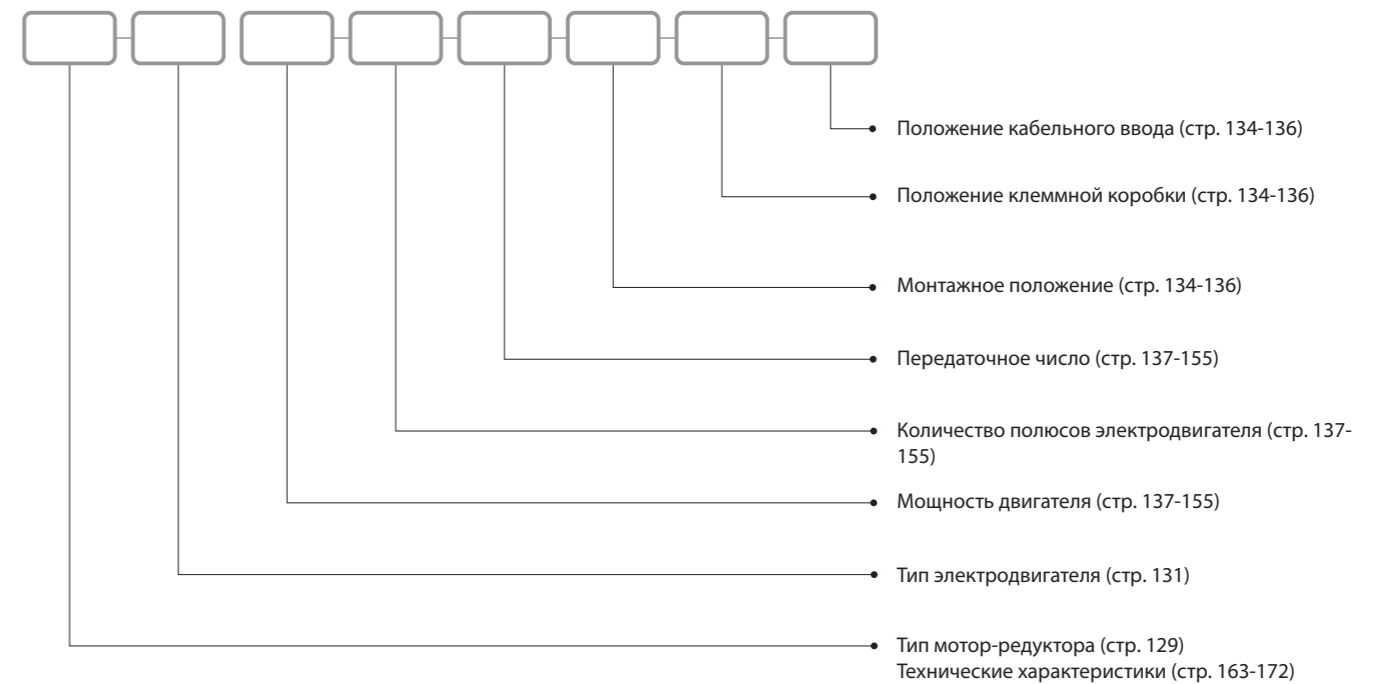 Положение кабельного ввода (стр. 134-136)
Положение клеммной коробки (стр. 134-136)
Монтажное положение (стр. 134-136)
Передаточное число (стр. 137-155)
Количество полюсов электродвигателя (стр. 137-
155)
Мощность двигателя (стр. 137-155)
Тип электродвигателя (стр. 131)
Тип мотор-редуктора (стр. 129)
Технические характеристики (стр. 163-172)